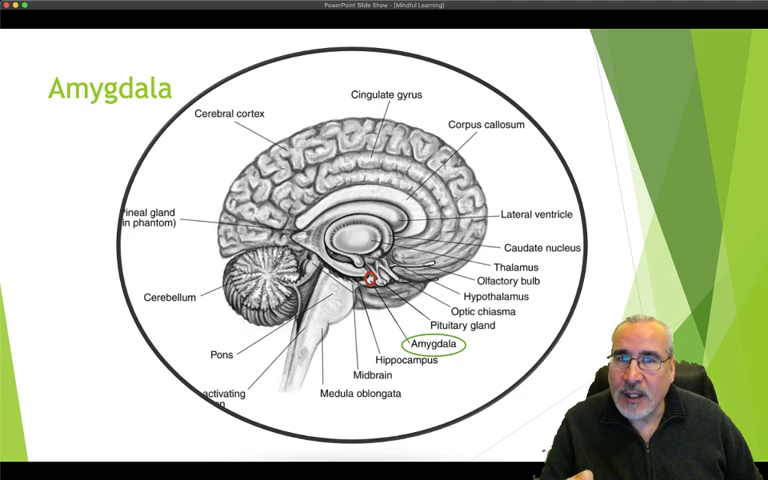 PowerPoint Slide Show - [Mindful Learning]
Amygdala
Cingulate gyrus
Cerebral cortex
Corpus callosum
ineal gland
in phantom)
Lateral ventricle
Caudate nucleus
Thalamus
Olfactory bulb
Cerebellum
Hypothalamus
Optic chiasma
Pituitary gland
Amygdala
Pons
Hippocampus
Midbrain
activating
Medula oblongata